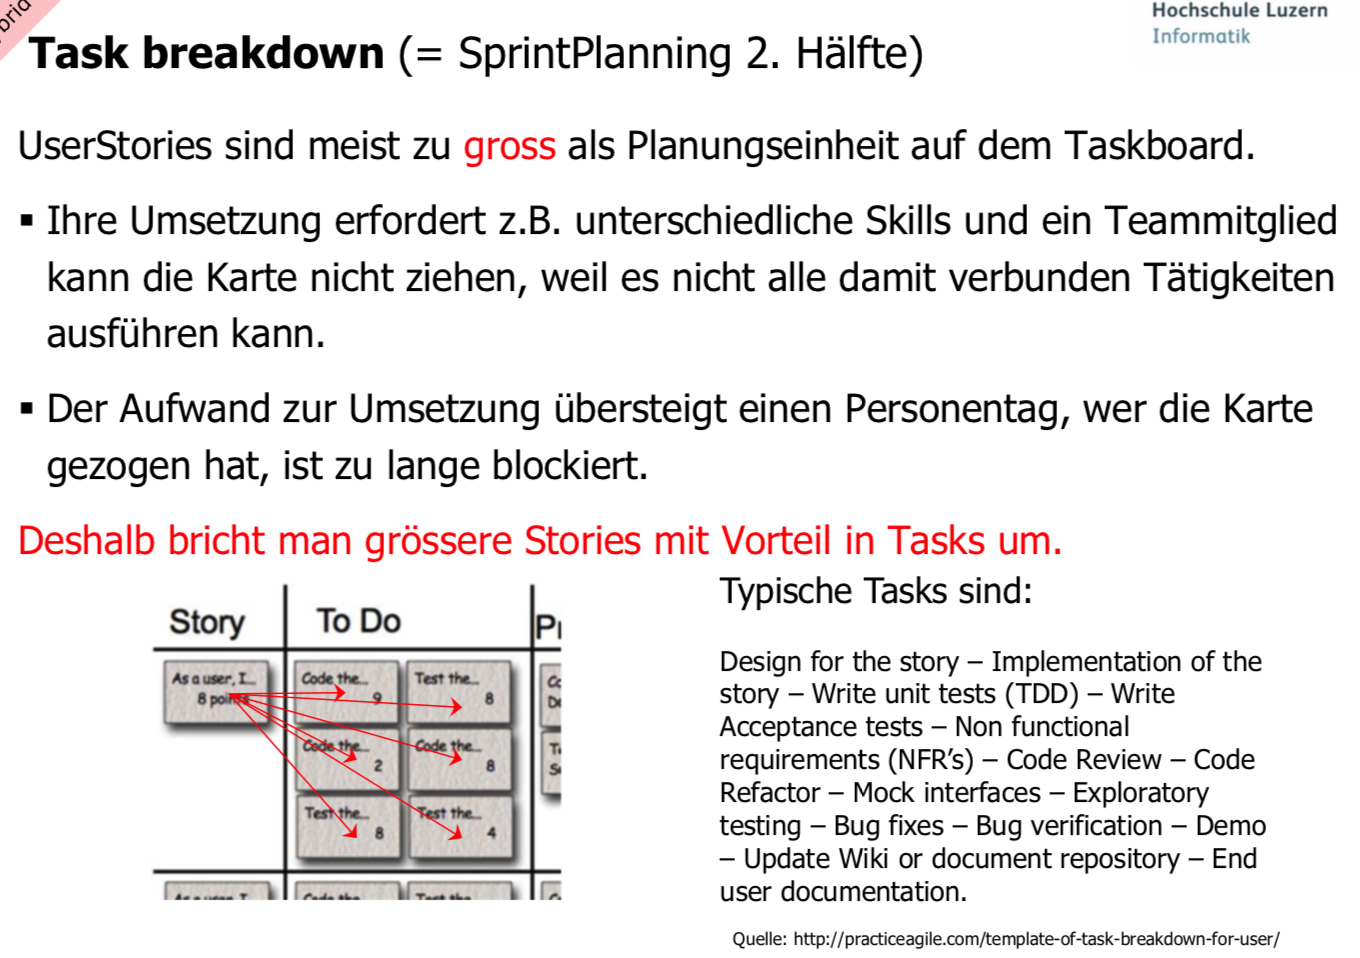 Hochschule Luzern
Informatik
Task breakdown (= SprintPlanning 2. Hälfte)
UserStories sind meist zu gross als Planungseinheit auf dem Taskboard.
▪ Ihre Umsetzung erfordert z.B. unterschiedliche Skills und ein Teammitglied
kann die Karte nicht ziehen, weil es nicht alle damit verbunden Tätigkeiten
ausführen kann.
▪ Der Aufwand zur Umsetzung übersteigt einen Personentag, wer die Karte
gezogen hat, ist zu lange blockiert.
Deshalb bricht man grössere Stories mit Vorteil in Tasks um.
Story To Do
As a user, I...
8 points
Code the...
9
Test the...
8
Code the...
2
Code the...
8
Test the...
8
Test the...
4
As a user, I
Code the
Test the
Typische Tasks sind:
Design for the story – Implementation of the
story – Write unit tests (TDD) – Write
Acceptance tests – Non functional
requirements (NFR's) – Code Review – Code
Refactor – Mock interfaces – Exploratory
testing – Bug fixes – Bug verification – Demo
– Update Wiki or document repository – End
user documentation.
Quelle: http://practiceagile.com/template-of-task-breakdown-for-user/